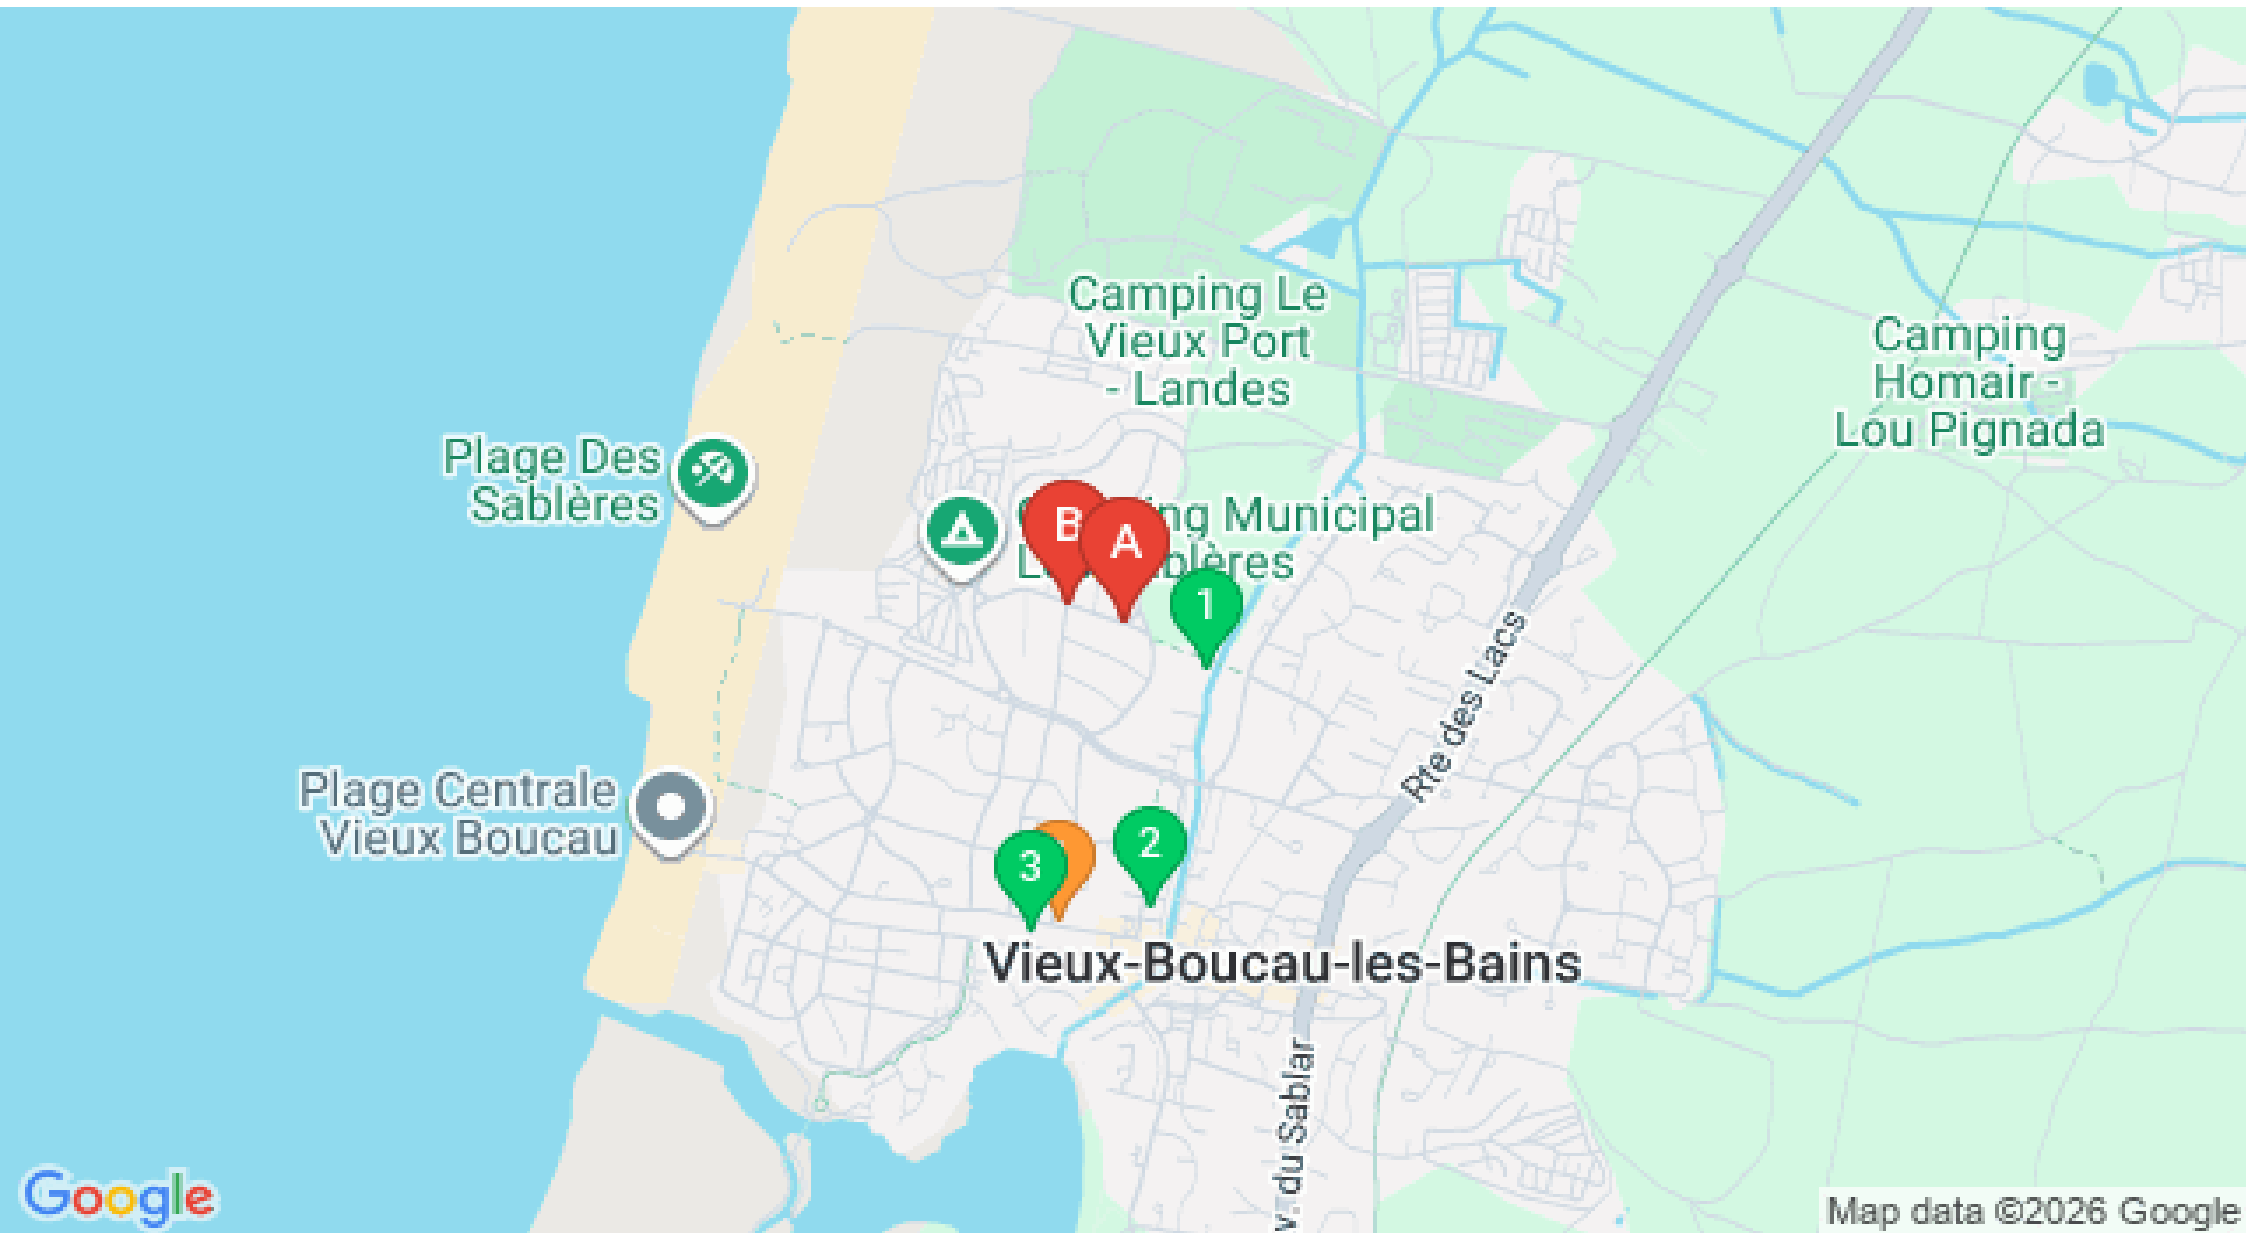 Camping Le
Vieux Port
- Landes
Camping
Homair -
Lou Pignada
Plage Des
Sablères
B
A
Municipal
1
Rte des Lacs
Plage Centrale
Vieux Boucau
2
3
Vieux-Boucau-les-Bains
v. du Sablar
Google
Map data ©2026 Google